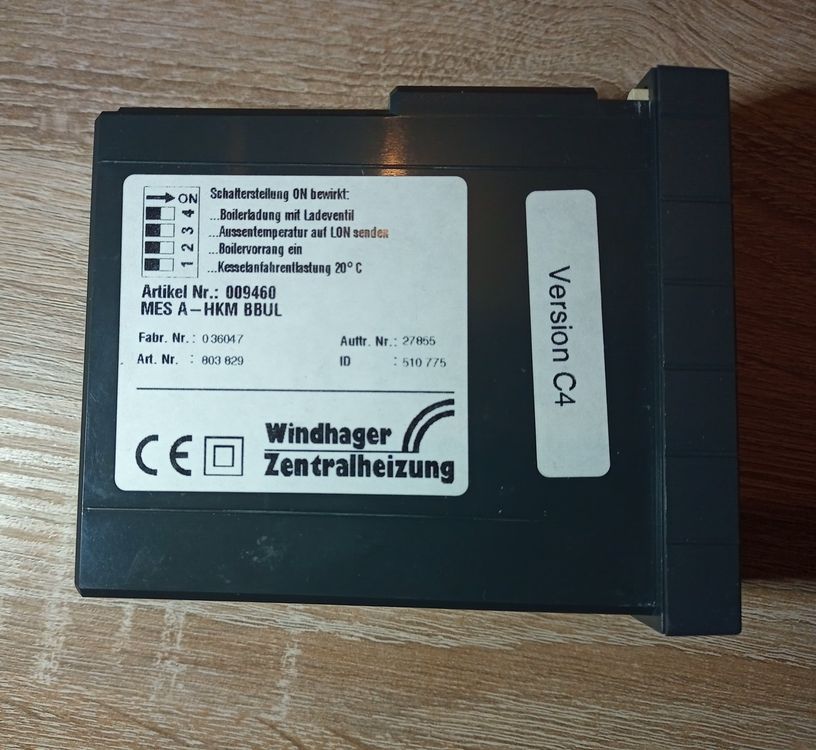 ON
Schalterstellung ON bewirkt:
4 ...Boilerladung mit Ladeventil
3 ...Aussentemperatur auf LON senden
2 ...Boilervorrang ein
1 ...Kesselanfahrentlastung 20° C
Artikel Nr.: 009460
MES A-HKM BBUL
Fabr. Nr.: 036047 Auftr. Nr.: 27855
Art. Nr. : 803 829 ID : 510 775
CE Windhager
Zentralheizung
Version C4